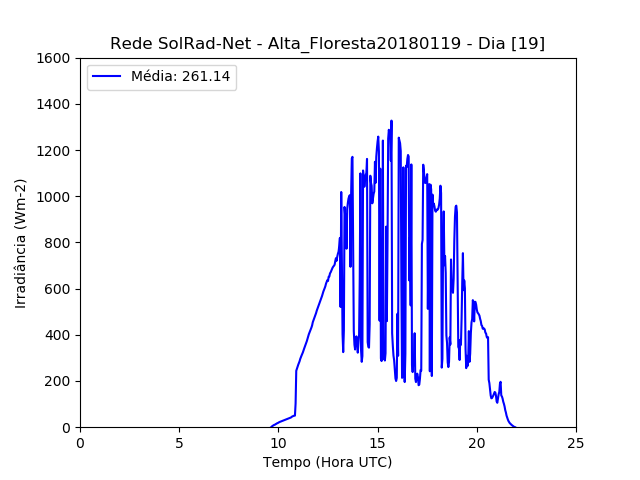 Rede SolRad-Net - Alta_Floresta20180119 - Dia [19]
Média: 261.14
1600
1400
1200
1000
800
600
400
200
0
Irradiância (Wm-2)
0 5 10 15 20 25
Tempo (Hora UTC)